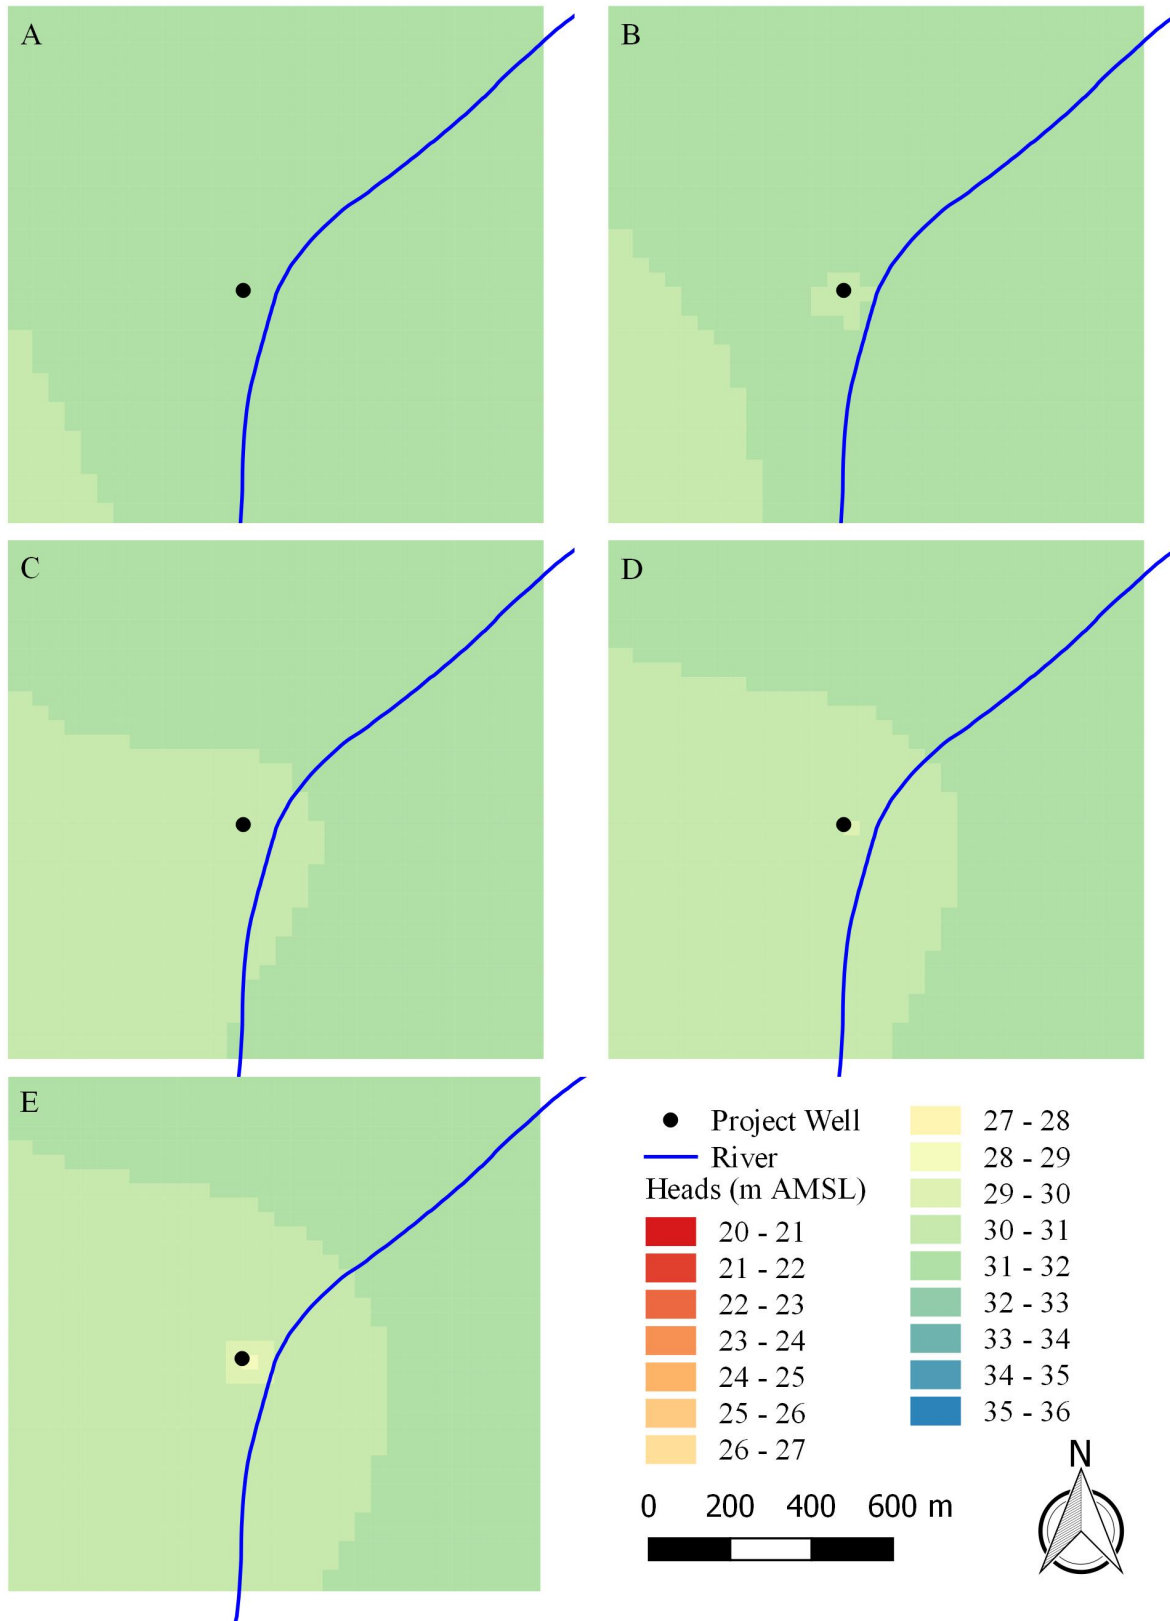 A
B
C
D
E
Project Well
River
Heads (m AMSL)
20 - 21
21 - 22
22 - 23
23 - 24
24 - 25
25 - 26
26 - 27
27 - 28
28 - 29
29 - 30
30 - 31
31 - 32
32 - 33
33 - 34
34 - 35
35 - 36
0 200 400 600 m
N